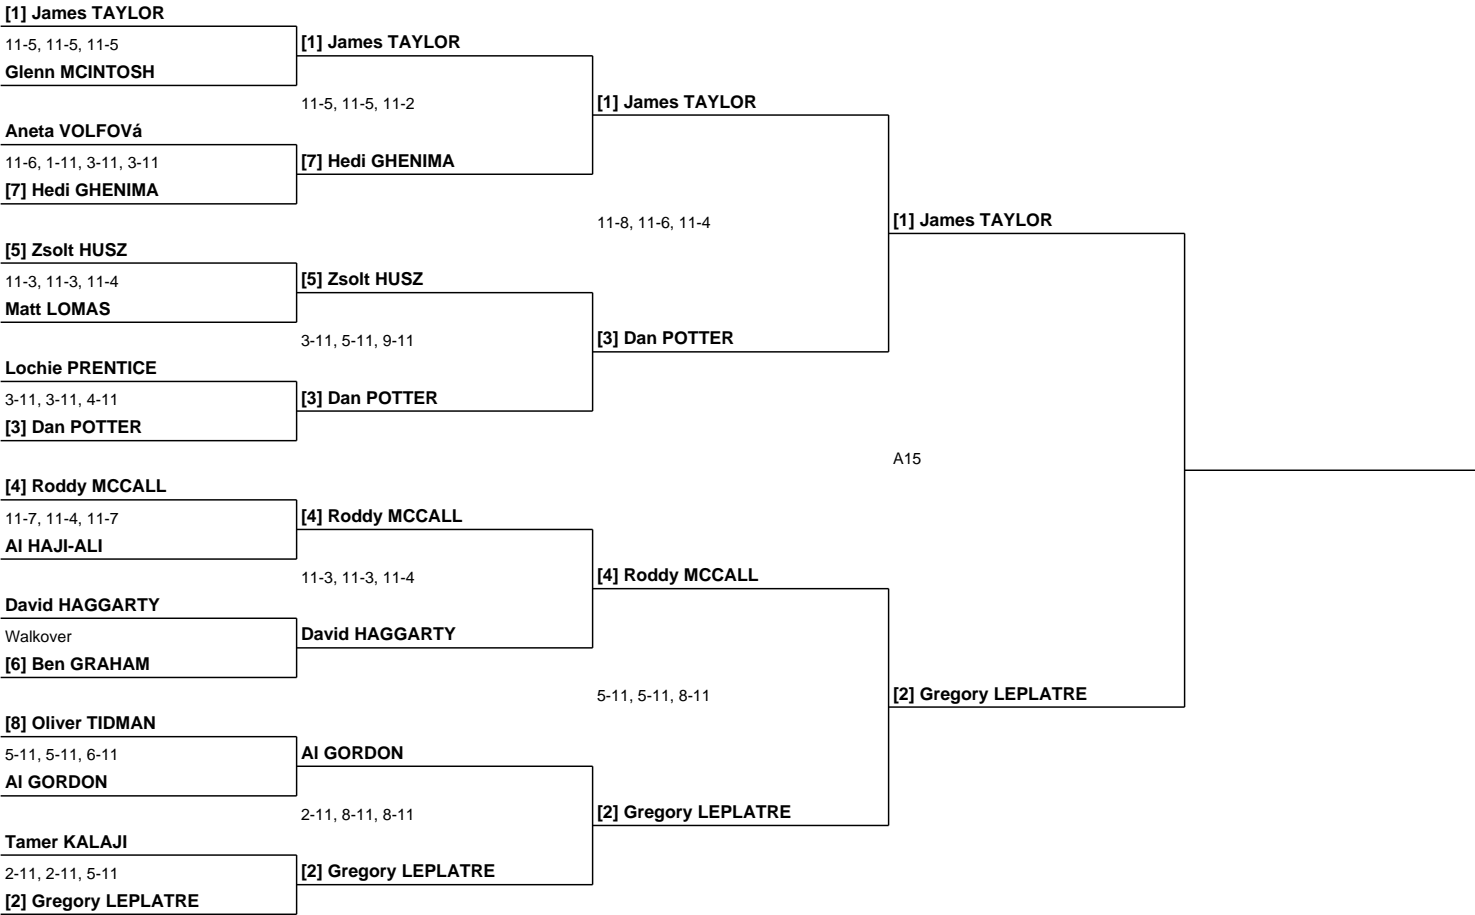 [1] James TAYLOR
11-5, 11-5, 11-5
Glenn MCINTOSH
Aneta VOLFOVá
11-6, 1-11, 3-11, 3-11
[7] Hedi GHENIMA
[5] Zsolt HUSZ
11-3, 11-3, 11-4
Matt LOMAS
Lochie PRENTICE
3-11, 3-11, 4-11
[3] Dan POTTER
[4] Roddy MCCALL
11-7, 11-4, 11-7
Al HAJI-ALI
David HAGGARTY
Walkover
[6] Ben GRAHAM
[8] Oliver TIDMAN
5-11, 5-11, 6-11
Al GORDON
Tamer KALAJI
2-11, 2-11, 5-11
[2] Gregory LEPLATRE
[1] James TAYLOR
11-5, 11-5, 11-2
[7] Hedi GHENIMA
[5] Zsolt HUSZ
3-11, 5-11, 9-11
[3] Dan POTTER
[4] Roddy MCCALL
11-3, 11-3, 11-4
David HAGGARTY
Al GORDON
2-11, 8-11, 8-11
[2] Gregory LEPLATRE
[1] James TAYLOR
11-8, 11-6, 11-4
[3] Dan POTTER
[4] Roddy MCCALL
5-11, 5-11, 8-11
[2] Gregory LEPLATRE
[1] James TAYLOR
A15
[2] Gregory LEPLATRE